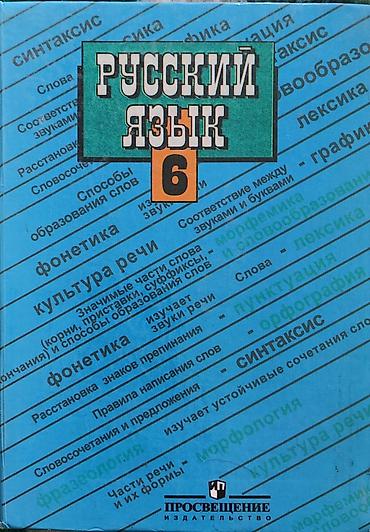 синтаксис
Слова
РУССКИЙ
ЯЗЫК
6
лексика
графика
Способы
образования слов
фонетика
культура речи
Соответствие между
звуками и буквами
морфемика
и словообразование
Значимые части слова
(корни, приставки, суффиксы,
окончания) и способы образования слов
фонетика
изучает
звуки речи
Слова
лексика
пунктуация
орфография
Расстановка знаков препинания
Правила написания слов
Словосочетания и предложения
синтаксис
изучает устойчивые сочетания сло
фразеология
Части речи
и их формы
морфология
культура речи
ПРОСВЕЩЕНИЕ
ИЗДАТЕЛЬСТВО